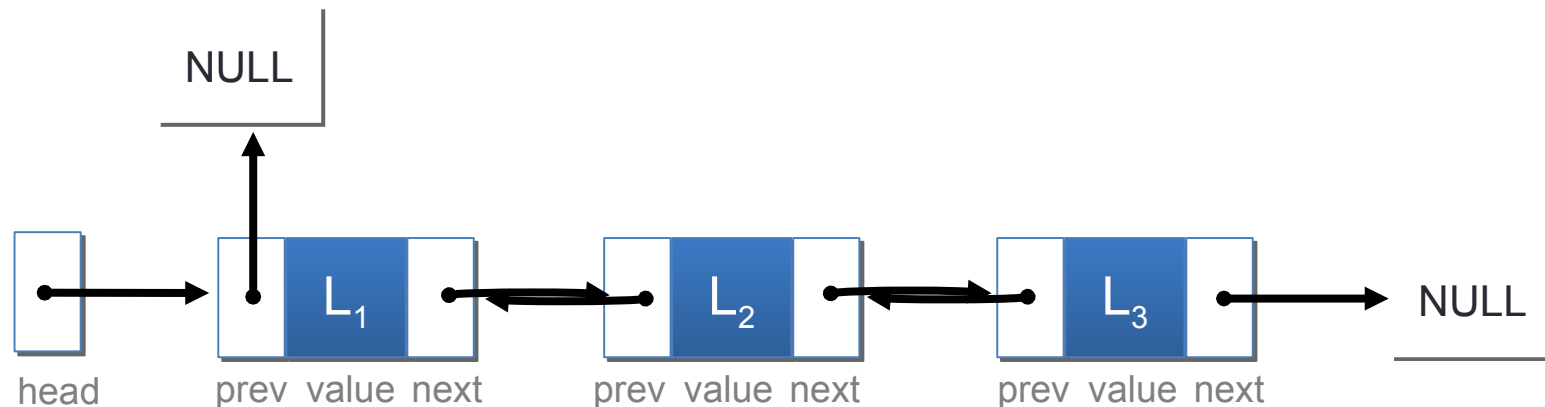 NULL
L₁
L₂
L₃
NULL
head
prev value next
prev value next
prev value next